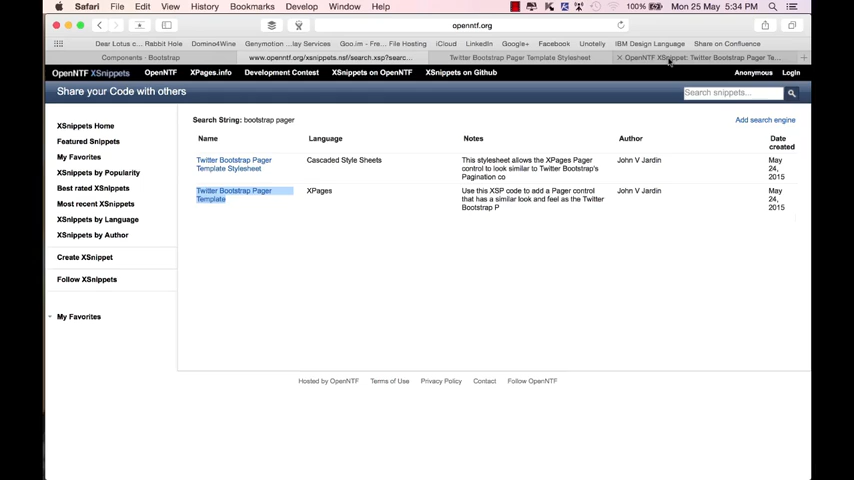 Safari File Edit View History Bookmarks Develop Window Help 100% Mon 25 May 5:34 PM
openntf.org
Dear Lotus c... Rabbit Hole Domino4Wine Genymotion ...lay Services Goo.im - Free... File Hosting iCloud LinkedIn Google+ Facebook Unotelly IBM Design Language Share on Confluence
Components · Bootstrap www.openntf.org/xsnippets.nsf/search.xsp?searc... Twitter Bootstrap Pager Template Stylesheet OpenNTF XSnippet: Twitter Bootstrap Pager Te...
OpenNTF XSnippets OpenNTF XPages.info Development Contest XSnippets on OpenNTF XSnippets on Github Anonymous Login
Share your Code with others Search snippets...
XSnippets Home
Featured Snippets
My Favorites
XSnippets by Popularity
Best rated XSnippets
Most recent XSnippets
XSnippets by Language
XSnippets by Author
Create XSnippet
Follow XSnippets
My Favorites
Search String: bootstrap pager Add search engine
Name Language Notes Author Date
created
Twitter Bootstrap Pager Cascaded Style Sheets This stylesheet allows the XPages Pager John V Jardin May
Template Stylesheet control to look similar to Twitter Bootstrap's 24,
Pagination co 2015
Twitter Bootstrap Pager XPages Use this XSP code to add a Pager control John V Jardin May
Template that has a similar look and feel as the Twitter 24,
Bootstrap P 2015
Hosted by OpenNTF Terms of Use Privacy Policy Contact Follow OpenNTF